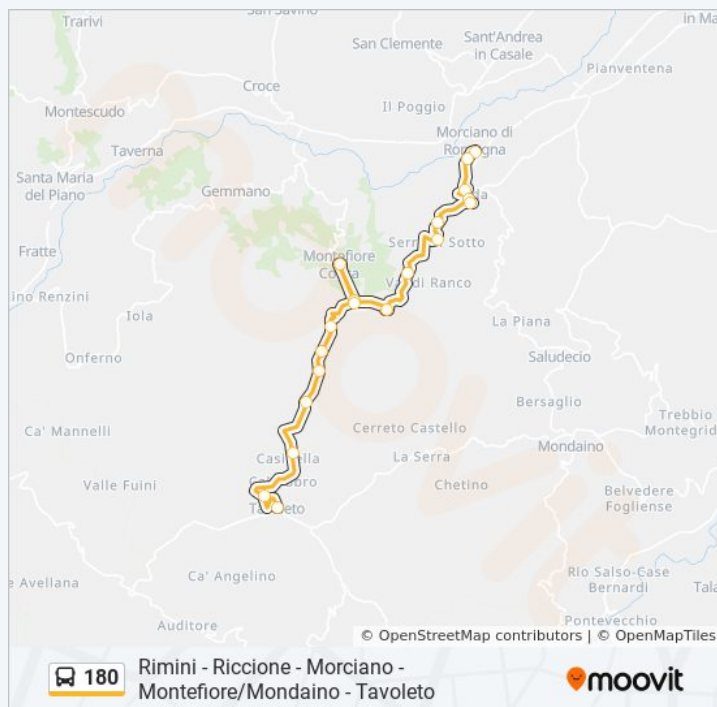 Trarivi
San Savino
in Ma
Sant'Andrea
in Casale
San Clemente
Pianventena
Croce
Montescudo
Il Poggio
Morciano di
Romagna
Taverna
Santa Maria
del Piano
Gemmano
Fratte
Montefiore
Conca
Val di Ranco
ino Renzini
Iola
La Piana
Onferno
Saludecio
Bersaglio
Trebbio
Montegrid
Ca' Mannelli
Cerreto Castello
Mondaino
La Serra
Valle Fuini
Chetino
Belvedere
Fogliense
Tavoleto
e Avellana
Ca' Angelino
Rio Salso-Case
Bernardi
Tala
Auditore
Pontevecchio
© OpenStreetMap contributors | © OpenMapTiles
180
Rimini - Riccione - Morciano -
Montefiore/Mondaino - Tavoleto
moovit